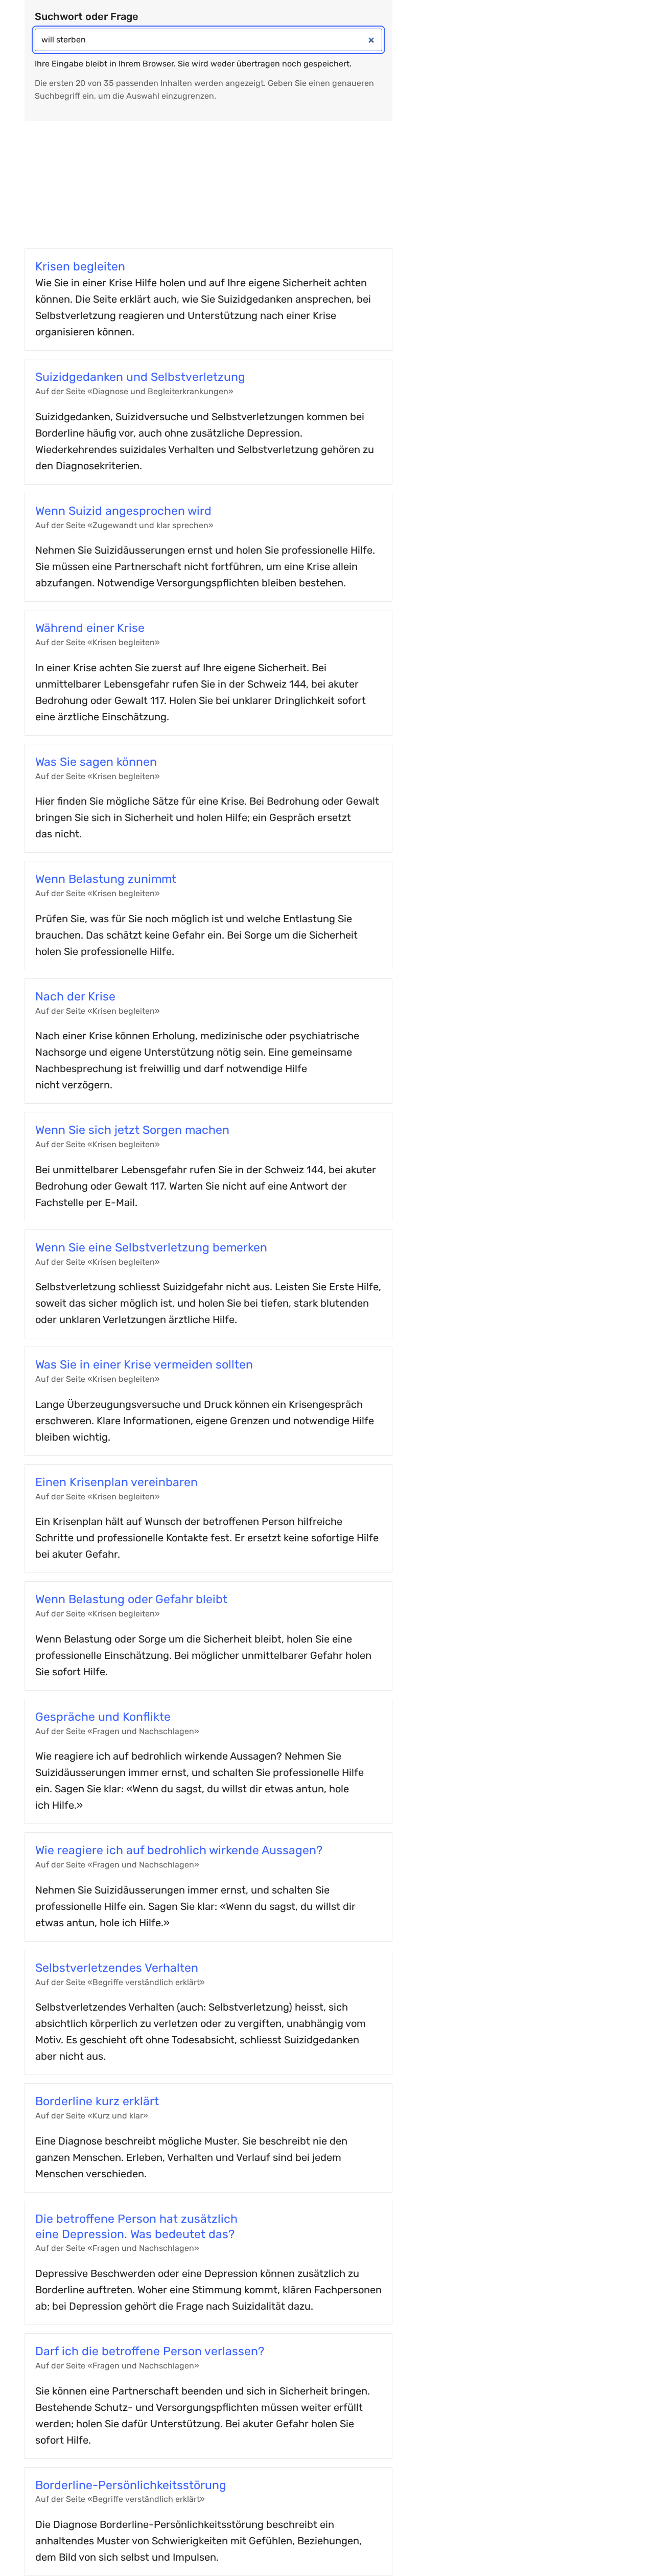 Suchwort oder Frage
will sterben
Ihre Eingabe bleibt in Ihrem Browser. Sie wird weder übertragen noch gespeichert.
Die ersten 20 von 35 passenden Inhalten werden angezeigt. Geben Sie einen genaueren
Suchbegriff ein, um die Auswahl einzugrenzen.
Krisen begleiten
Wie Sie in einer Krise Hilfe holen und auf Ihre eigene Sicherheit achten
können. Die Seite erklärt auch, wie Sie Suizidgedanken ansprechen, bei
Selbstverletzung reagieren und Unterstützung nach einer Krise
organisieren können.
Suizidgedanken und Selbstverletzung
Auf der Seite «Diagnose und Begleiterkrankungen»
Suizidgedanken, Suizidversuche und Selbstverletzungen kommen bei
Borderline häufig vor, auch ohne zusätzliche Depression.
Wiederkehrendes suizidales Verhalten und Selbstverletzung gehören zu
den Diagnosekriterien.
Wenn Suizid angesprochen wird
Auf der Seite «Zugewandt und klar sprechen»
Nehmen Sie Suizidäusserungen ernst und holen Sie professionelle Hilfe.
Sie müssen eine Partnerschaft nicht fortführen, um eine Krise allein
abzufangen. Notwendige Versorgungspflichten bleiben bestehen.
Während einer Krise
Auf der Seite «Krisen begleiten»
In einer Krise achten Sie zuerst auf Ihre eigene Sicherheit. Bei
unmittelbarer Lebensgefahr rufen Sie in der Schweiz 144, bei akuter
Bedrohung oder Gewalt 117. Holen Sie bei unklarer Dringlichkeit sofort
eine ärztliche Einschätzung.
Was Sie sagen können
Auf der Seite «Krisen begleiten»
Hier finden Sie mögliche Sätze für eine Krise. Bei Bedrohung oder Gewalt
bringen Sie sich in Sicherheit und holen Hilfe; ein Gespräch ersetzt
das nicht.
Wenn Belastung zunimmt
Auf der Seite «Krisen begleiten»
Prüfen Sie, was für Sie noch möglich ist und welche Entlastung Sie
brauchen. Das schätzt keine Gefahr ein. Bei Sorge um die Sicherheit
holen Sie professionelle Hilfe.
Nach der Krise
Auf der Seite «Krisen begleiten»
Nach einer Krise können Erholung, medizinische oder psychiatrische
Nachsorge und eigene Unterstützung nötig sein. Eine gemeinsame
Nachbesprechung ist freiwillig und darf notwendige Hilfe
nicht verzögern.
Wenn Sie sich jetzt Sorgen machen
Auf der Seite «Krisen begleiten»
Bei unmittelbarer Lebensgefahr rufen Sie in der Schweiz 144, bei akuter
Bedrohung oder Gewalt 117. Warten Sie nicht auf eine Antwort der
Fachstelle per E-Mail.
Wenn Sie eine Selbstverletzung bemerken
Auf der Seite «Krisen begleiten»
Selbstverletzung schliesst Suizidgefahr nicht aus. Leisten Sie Erste Hilfe,
soweit das sicher möglich ist, und holen Sie bei tiefen, stark blutenden
oder unklaren Verletzungen ärztliche Hilfe.
Was Sie in einer Krise vermeiden sollten
Auf der Seite «Krisen begleiten»
Lange Überzeugungsversuche und Druck können ein Krisengespräch
erschweren. Klare Informationen, eigene Grenzen und notwendige Hilfe
bleiben wichtig.
Einen Krisenplan vereinbaren
Auf der Seite «Krisen begleiten»
Ein Krisenplan hält auf Wunsch der betroffenen Person hilfreiche
Schritte und professionelle Kontakte fest. Er ersetzt keine sofortige Hilfe
bei akuter Gefahr.
Wenn Belastung oder Gefahr bleibt
Auf der Seite «Krisen begleiten»
Wenn Belastung oder Sorge um die Sicherheit bleibt, holen Sie eine
professionelle Einschätzung. Bei möglicher unmittelbarer Gefahr holen
Sie sofort Hilfe.
Gespräche und Konflikte
Auf der Seite «Fragen und Nachschlagen»
Wie reagiere ich auf bedrohlich wirkende Aussagen? Nehmen Sie
Suizidäusserungen immer ernst, und schalten Sie professionelle Hilfe
ein. Sagen Sie klar: «Wenn du sagst, du willst dir etwas antun, hole
ich Hilfe.»
Wie reagiere ich auf bedrohlich wirkende Aussagen?
Auf der Seite «Fragen und Nachschlagen»
Nehmen Sie Suizidäusserungen immer ernst, und schalten Sie
professionelle Hilfe ein. Sagen Sie klar: «Wenn du sagst, du willst dir
etwas antun, hole ich Hilfe.»
Selbstverletzendes Verhalten
Auf der Seite «Begriffe verständlich erklärt»
Selbstverletzendes Verhalten (auch: Selbstverletzung) heisst, sich
absichtlich körperlich zu verletzen oder zu vergiften, unabhängig vom
Motiv. Es geschieht oft ohne Todesabsicht, schliesst Suizidgedanken
aber nicht aus.
Borderline kurz erklärt
Auf der Seite «Kurz und klar»
Eine Diagnose beschreibt mögliche Muster. Sie beschreibt nie den
ganzen Menschen. Erleben, Verhalten und Verlauf sind bei jedem
Menschen verschieden.
Die betroffene Person hat zusätzlich
eine Depression. Was bedeutet das?
Auf der Seite «Fragen und Nachschlagen»
Depressive Beschwerden oder eine Depression können zusätzlich zu
Borderline auftreten. Woher eine Stimmung kommt, klären Fachpersonen
ab; bei Depression gehört die Frage nach Suizidalität dazu.
Darf ich die betroffene Person verlassen?
Auf der Seite «Fragen und Nachschlagen»
Sie können eine Partnerschaft beenden und sich in Sicherheit bringen.
Bestehende Schutz- und Versorgungspflichten müssen weiter erfüllt
werden; holen Sie dafür Unterstützung. Bei akuter Gefahr holen Sie
sofort Hilfe.
Borderline-Persönlichkeitsstörung
Auf der Seite «Begriffe verständlich erklärt»
Die Diagnose Borderline-Persönlichkeitsstörung beschreibt ein
anhaltendes Muster von Schwierigkeiten mit Gefühlen, Beziehungen,
dem Bild von sich selbst und Impulsen.